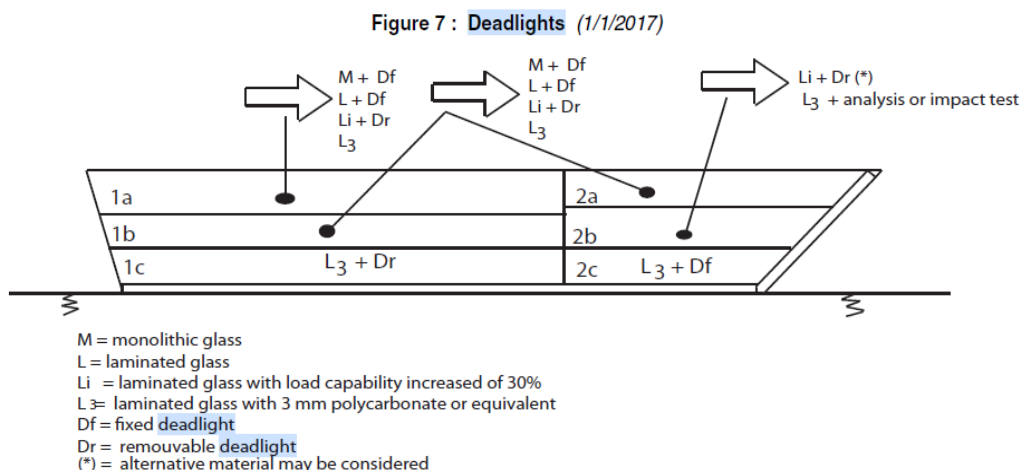 Figure 7 : Deadlights (1/1/2017)
M + Df
L + Df
Li + Dr
L3
M + Df
L + Df
Li + Dr
L3
Li + Dr (*)
L3 + analysis or impact test
1a
2a
1b
2b
1c
L3 + Dr
2c
L3 + Df
M = monolithic glass
L = laminated glass
Li = laminated glass with load capability increased of 30%
L3= laminated glass with 3 mm polycarbonate or equivalent
Df = fixed deadlight
Dr = remouvable deadlight
(*) = alternative material may be considered